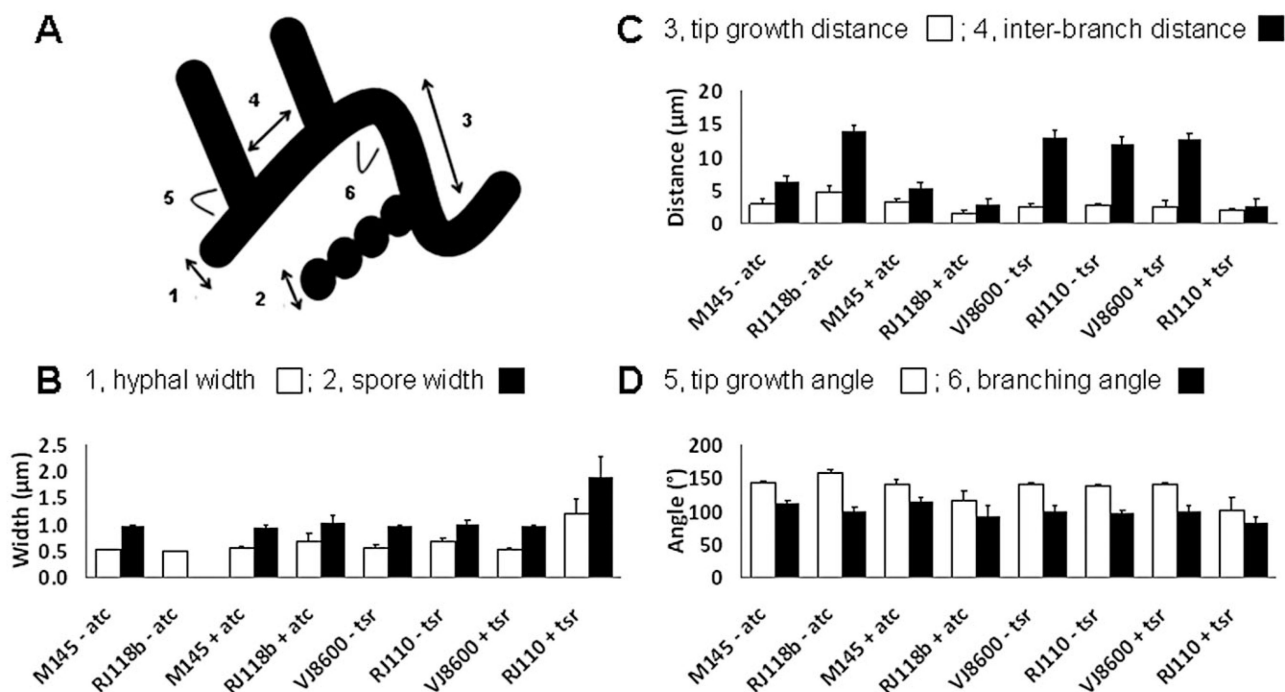 A
4
3
5
6
1
2
B 1, hyphal width ; 2, spore width
Width (µm)
2.5
2.0
1.5
1.0
0.5
0.0
M145 - atc
RJ118b - atc
M145 + atc
RJ118b + atc
VJ8600 - tsr
RJ110 - tsr
VJ8600 + tsr
RJ110 + tsr
C 3, tip growth distance ; 4, inter-branch distance
Distance (µm)
20
15
10
5
0
M145 - atc
RJ118b - atc
M145 + atc
RJ118b + atc
VJ8600 - tsr
RJ110 - tsr
VJ8600 + tsr
RJ110 + tsr
D 5, tip growth angle ; 6, branching angle
Angle (°)
200
150
100
50
0
M145 - atc
RJ118b - atc
M145 + atc
RJ118b + atc
VJ8600 - tsr
RJ110 - tsr
VJ8600 + tsr
RJ110 + tsr